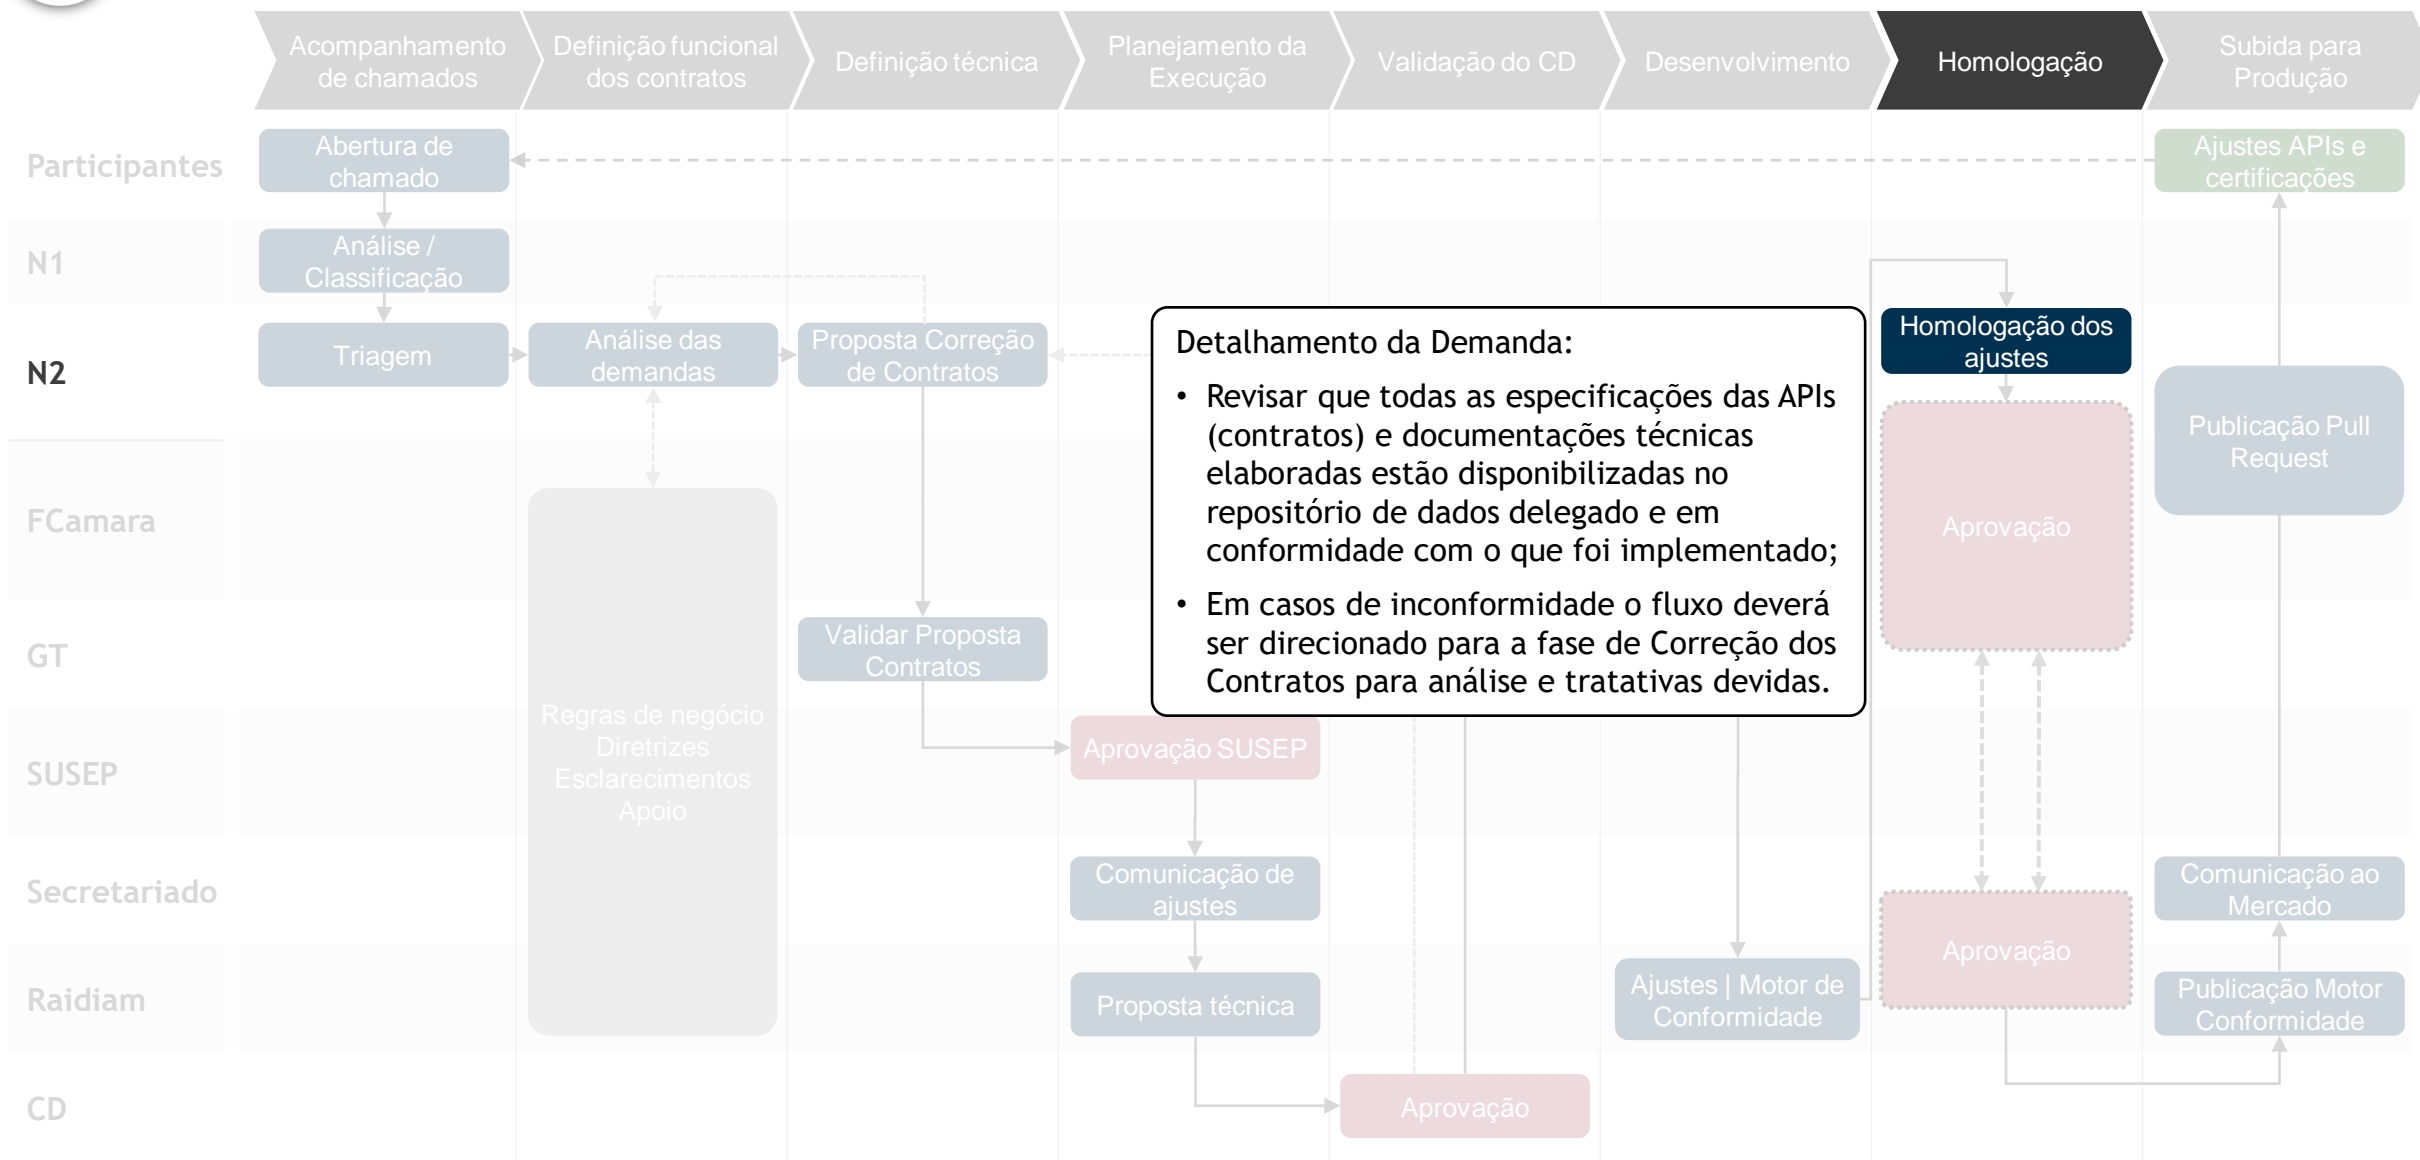 Acompanhamento
de chamados
Definição funcional
dos contratos
Definição técnica
Planejamento da
Execução
Validação do CD
Desenvolvimento
Homologação
Subida para
Produção
Participantes
Abertura de
chamado
Ajustes APIs e
certificações
N1
Análise /
Classificação
N2
Triagem
Análise das
demandas
Proposta Correção
de Contratos
Detalhamento da Demanda:
• Revisar que todas as especificações das APIs
(contratos) e documentações técnicas
elaboradas estão disponibilizadas no
repositório de dados delegado e em
conformidade com o que foi implementado;
• Em casos de inconformidade o fluxo deverá
ser direcionado para a fase de Correção dos
Contratos para análise e tratativas devidas.
Homologação dos
ajustes
Publicação Pull
Request
FCamara
Aprovação
GT
Validar Proposta
Contratos
SUSEP
Regras de negócio
Diretrizes
Esclarecimentos
Apoio
Aprovação SUSEP
Secretariado
Comunicação de
ajustes
Comunicação ao
Mercado
Raidiam
Proposta técnica
Ajustes | Motor de
Conformidade
Aprovação
Publicação Motor
Conformidade
CD
Aprovação